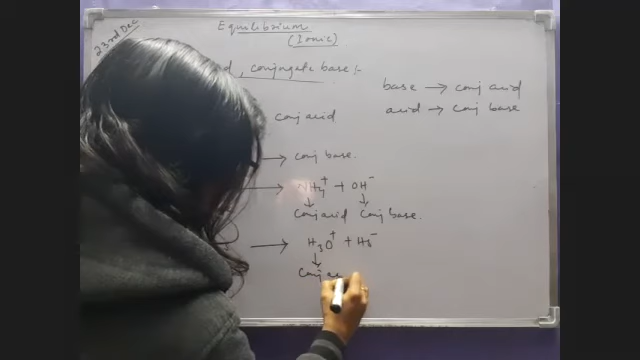 23rd Dec
Equilibrium
(Ionic)
d, conjugate base:-
base → conj acid
acid → conj base
conj acid
→ conj base.
→ NH4+ + OH-
↓ ↓
conj acid conj base.
→ H3O+ + HS-
↓
conj ac